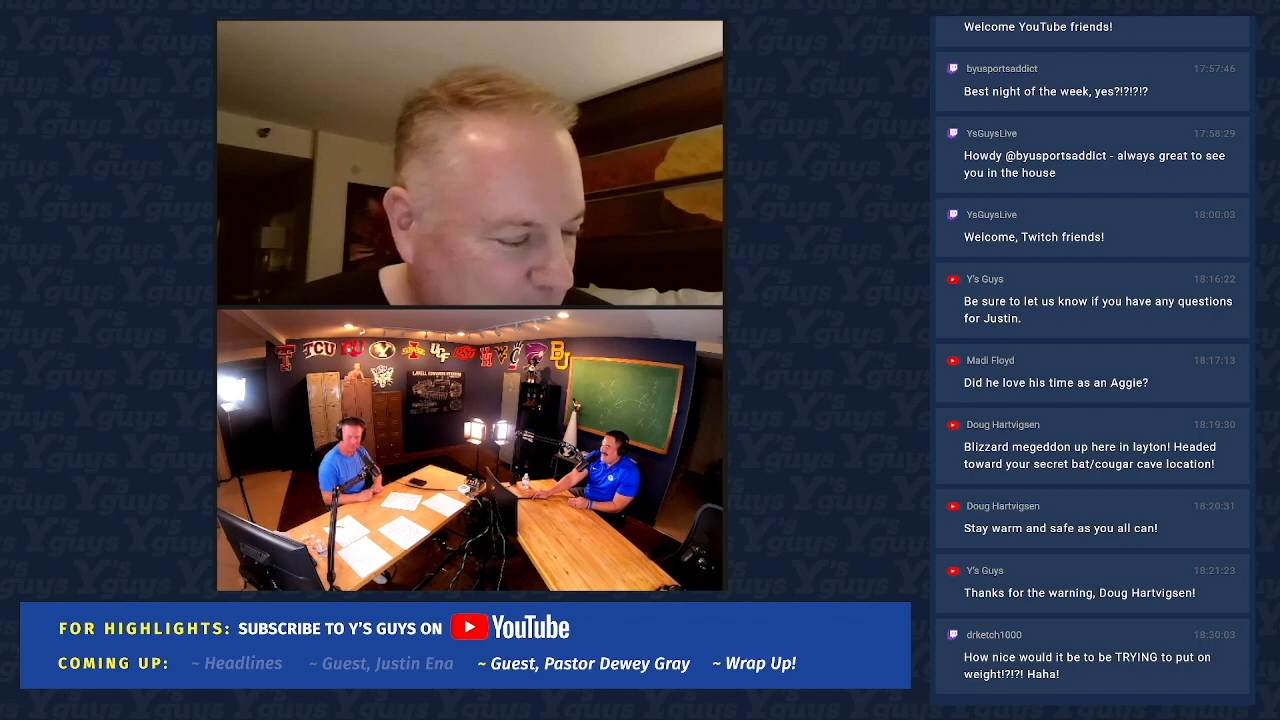 Welcome YouTube friends!
byusportsaddict 17:57:46
Best night of the week, yes?!?!?!?
YsGuysLive 17:58:29
Howdy @byusportsaddIct - always great to see
you in the house
YsGuysLive 18:00:03
Welcome, Twitch friends!
Y's Guys 18:16:22
Be sure to let us know if you have any questions
for Justin.
Madi Floyd 18:17:13
Did he love his time as an Aggie?
Doug Hartvigsen 18:19:30
Blizzard megeddon up here in layton! Headed
toward your secret bat/cougar cave location!
Doug Hartvigsen 18:20:31
Stay warm and safe as you all can!
Y's Guys 18:21:23
Thanks for the warning, Doug Hartvigsen!
drketch1000 18:30:03
How nice would it be to be TRYING to put on
weight!?!?! Haha!
TCU
UCF
BU
FOR HIGHLIGHTS: SUBSCRIBE TO Y'S GUYS ON YouTube
COMING UP: ~ Headlines ~ Guest, Justin Ena ~ Guest, Pastor Dewey Gray ~ Wrap Up!